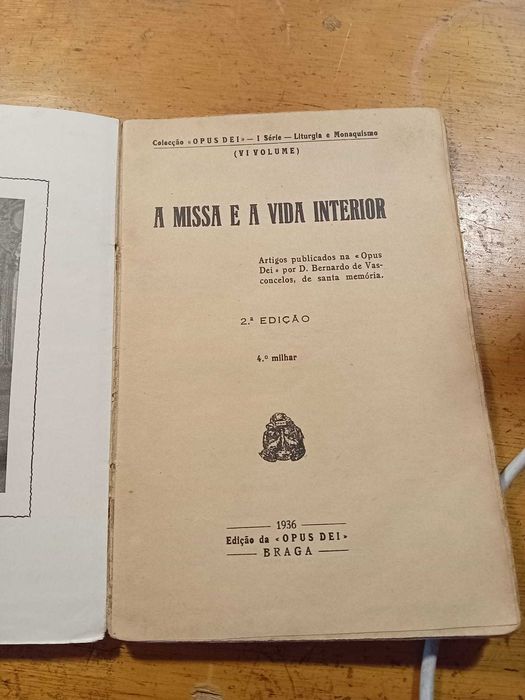 Colecção «OPUS DEI» — I Série — Liturgia e Monaquismo
(VI VOLUME)
A MISSA E A VIDA INTERIOR
Artigos publicados na «Opus
Dei» por D. Bernardo de Vas-
concelos, de santa memória.
2.ª EDIÇÃO
4.º milhar
1936
Edição da «OPUS DEI»
BRAGA